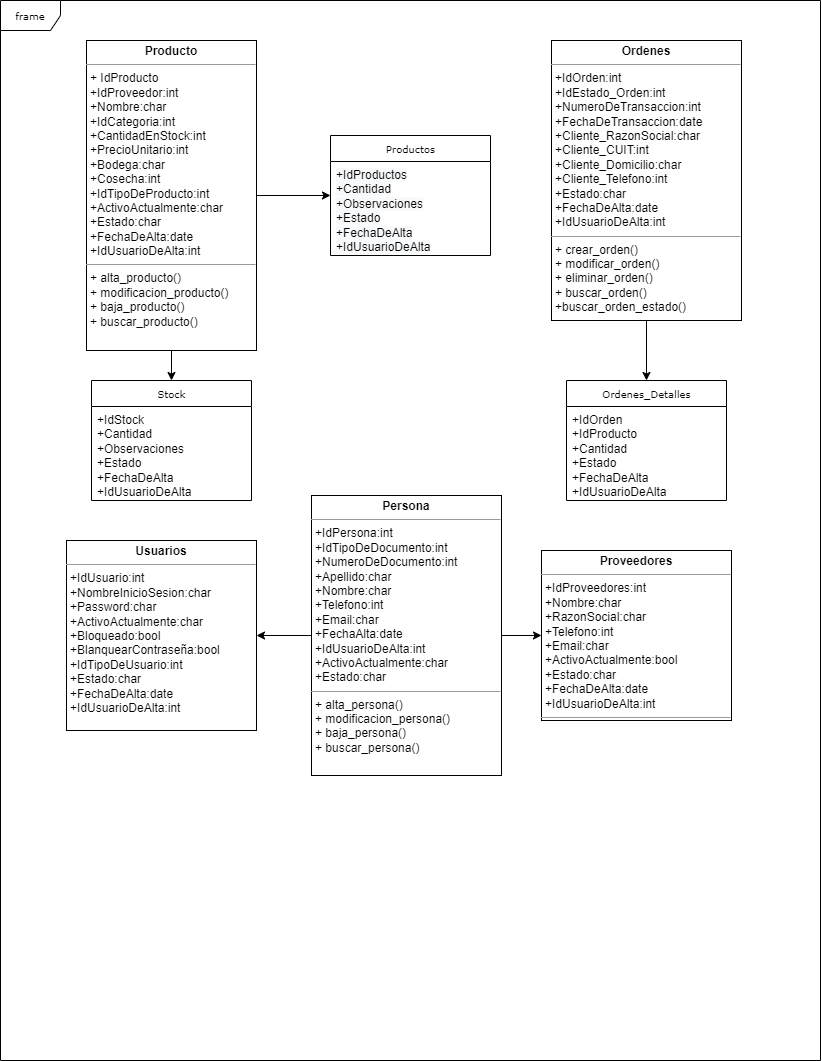 frame
Producto
+ IdProducto
+IdProveedor:int
+Nombre:char
+IdCategoria:int
+CantidadEnStock:int
+PrecioUnitario:int
+Bodega:char
+Cosecha:int
+IdTipoDeProducto:int
+ActivoActualmente:char
+Estado:char
+FechaDeAlta:date
+IdUsuarioDeAlta:int
+ alta_producto()
+ modificacion_producto()
+ baja_producto()
+ buscar_producto()
Productos
+IdProductos
+Cantidad
+Observaciones
+Estado
+FechaDeAlta
+IdUsuarioDeAlta
Ordenes
+IdOrden:int
+IdEstado_Orden:int
+NumeroDeTransaccion:int
+FechaDeTransaccion:date
+Cliente_RazonSocial:char
+Cliente_CUIT:int
+Cliente_Domicilio:char
+Cliente_Telefono:int
+Estado:char
+FechaDeAlta:date
+IdUsuarioDeAlta:int
+ crear_orden()
+ modificar_orden()
+ eliminar_orden()
+ buscar_orden()
+buscar_orden_estado()
Stock
+IdStock
+Cantidad
+Observaciones
+Estado
+FechaDeAlta
+IdUsuarioDeAlta
Ordenes_Detalles
+IdOrden
+IdProducto
+Cantidad
+Estado
+FechaDeAlta
+IdUsuarioDeAlta
Usuarios
+IdUsuario:int
+NombreInicioSesion:char
+Password:char
+ActivoActualmente:char
+Bloqueado:bool
+BlanquearContraseña:bool
+IdTipoDeUsuario:int
+Estado:char
+FechaDeAlta:date
+IdUsuarioDeAlta:int
Persona
+IdPersona:int
+IdTipoDeDocumento:int
+NumeroDeDocumento:int
+Apellido:char
+Nombre:char
+Telefono:int
+Email:char
+FechaAlta:date
+IdUsuarioDeAlta:int
+ActivoActualmente:char
+Estado:char
+ alta_persona()
+ modificacion_persona()
+ baja_persona()
+ buscar_persona()
Proveedores
+IdProveedores:int
+Nombre:char
+RazonSocial:char
+Telefono:int
+Email:char
+ActivoActualmente:bool
+Estado:char
+FechaDeAlta:date
+IdUsuarioDeAlta:int